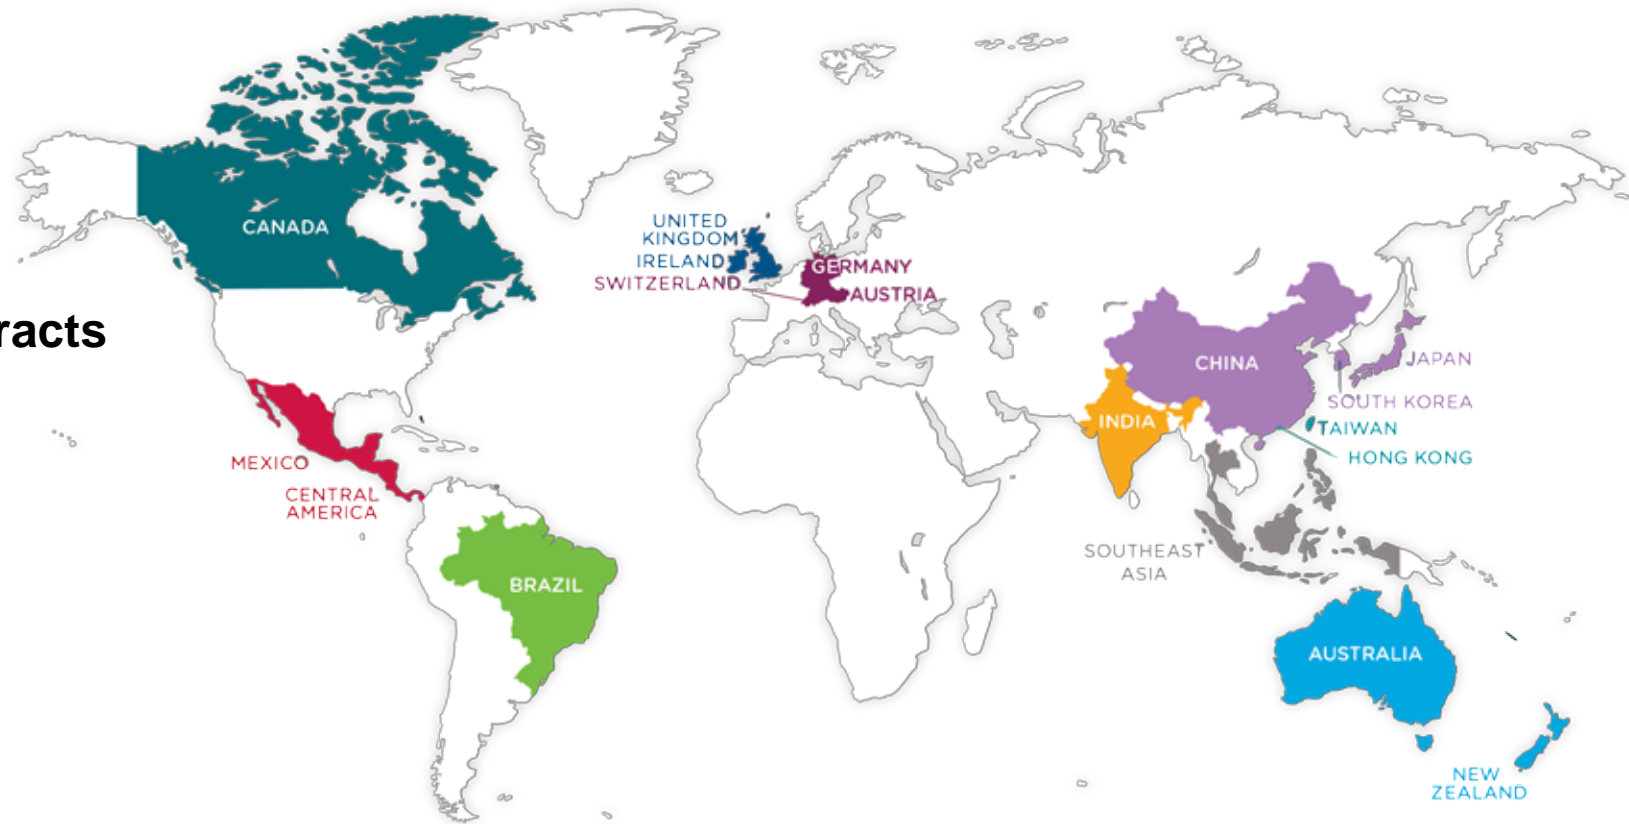 CANADA
UNITED
KINGDOM
IRELAND
SWITZERLAND
GERMANY
AUSTRIA
racts
CHINA
JAPAN
SOUTH KOREA
INDIA
TAIWAN
HONG KONG
MEXICO
CENTRAL
AMERICA
SOUTHEAST
ASIA
BRAZIL
AUSTRALIA
NEW
ZEALAND